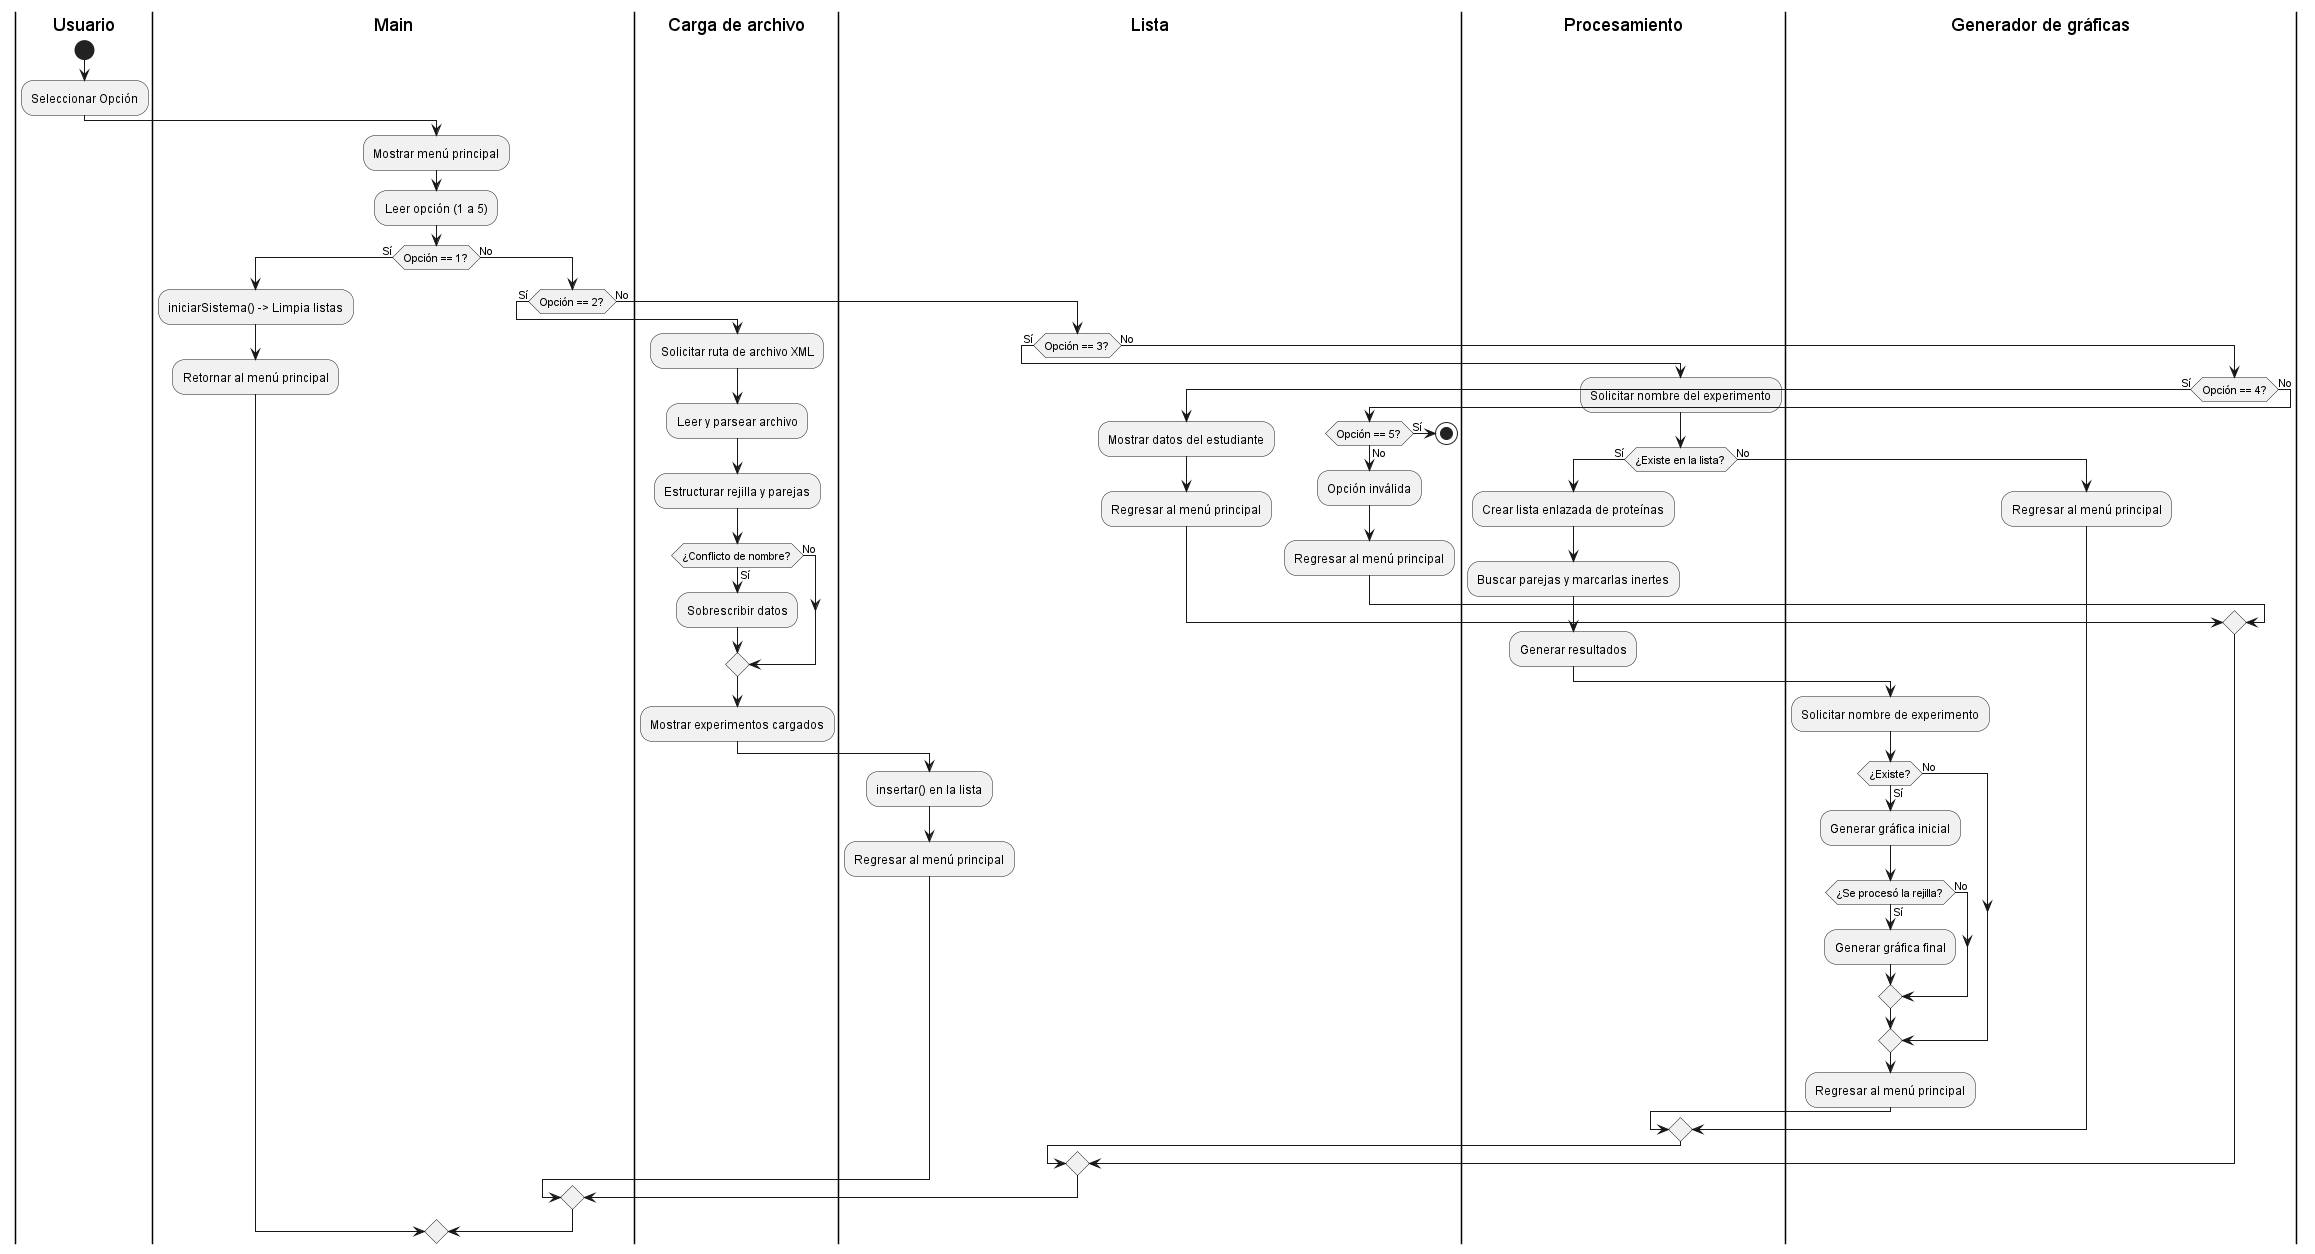 Usuario
Main
Carga de archivo
Lista
Procesamiento
Generador de gráficas
Seleccionar Opción
Mostrar menú principal
Leer opción (1 a 5)
Sí
Opción == 1?
No
iniciarSistema() -> Limpia listas
Retornar al menú principal
Sí
Opción == 2?
No
Solicitar ruta de archivo XML
Leer y parsear archivo
Estructurar rejilla y parejas
¿Conflicto de nombre?
No
Sí
Sobrescribir datos
Mostrar experimentos cargados
insertar() en la lista
Regresar al menú principal
Sí
Opción == 3?
No
Solicitar nombre del experimento
Sí
¿Existe en la lista?
No
Crear lista enlazada de proteínas
Buscar parejas y marcarlas inertes
Generar resultados
Solicitar nombre de experimento
¿Existe?
No
Sí
Generar gráfica inicial
¿Se procesó la rejilla?
No
Sí
Generar gráfica final
Regresar al menú principal
Regresar al menú principal
Sí
Opción == 4?
No
Mostrar datos del estudiante
Regresar al menú principal
Opción == 5?
Sí
No
Opción inválida
Regresar al menú principal